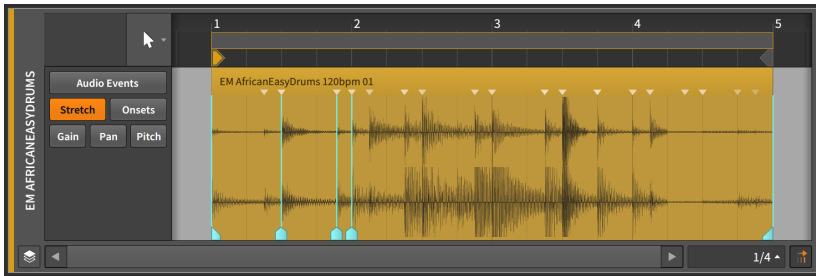 1 2 3 4 5
EM AFRICANEASYDRUMS
Audio Events
EM AfricanEasyDrums 120bpm 01
Stretch Onsets
Gain Pan Pitch
1/4